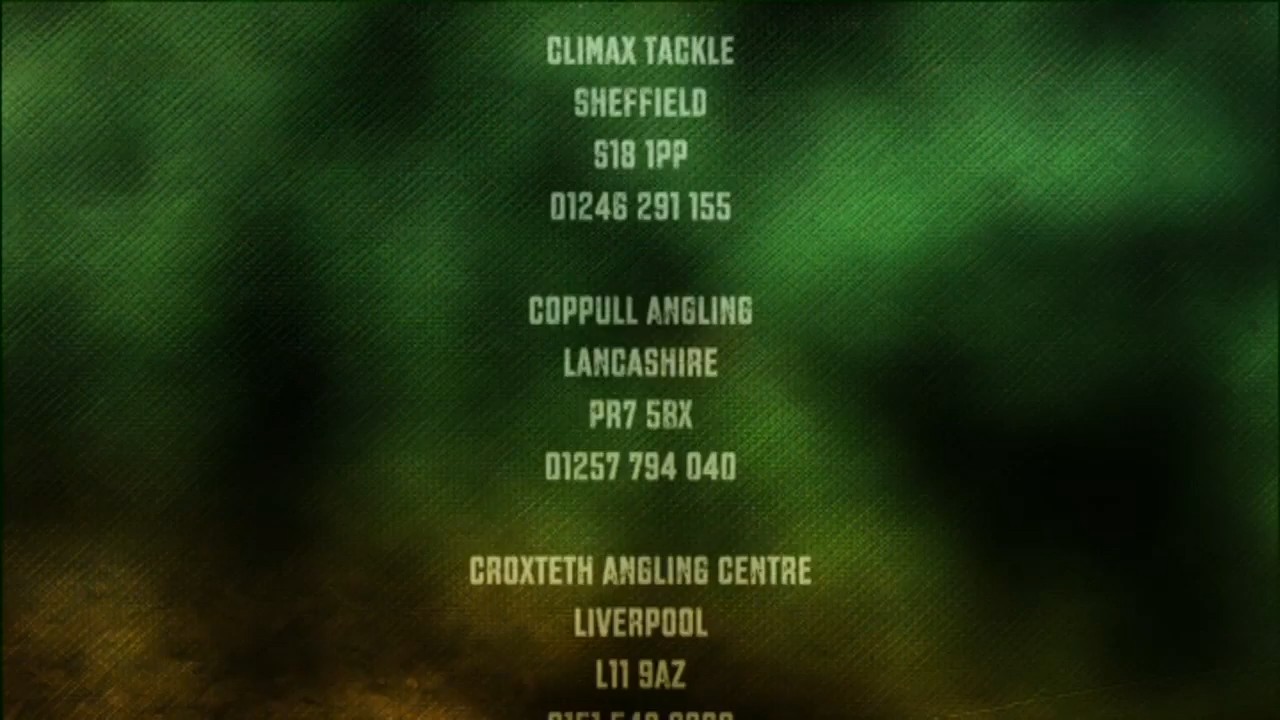 CLIMAX TACKLE
SHEFFIELD
S18 1PP
01246 291 155
COPPULL ANGLING
LANCASHIRE
PR7 5BX
01257 794 040
CROXTETH ANGLING CENTRE
LIVERPOOL
L11 9AZ